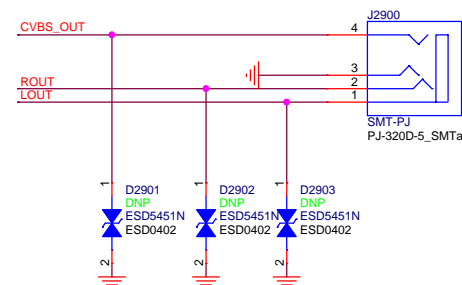 J2900
CVBS_OUT
4
3
ROUT
2
LOUT
1
SMT-PJ
PJ-320D-5_SMTa
1
D2901
DNP
ESD5451N
ESD0402
2
1
D2902
DNP
ESD5451N
ESD0402
2
1
D2903
DNP
ESD5451N
ESD0402
2